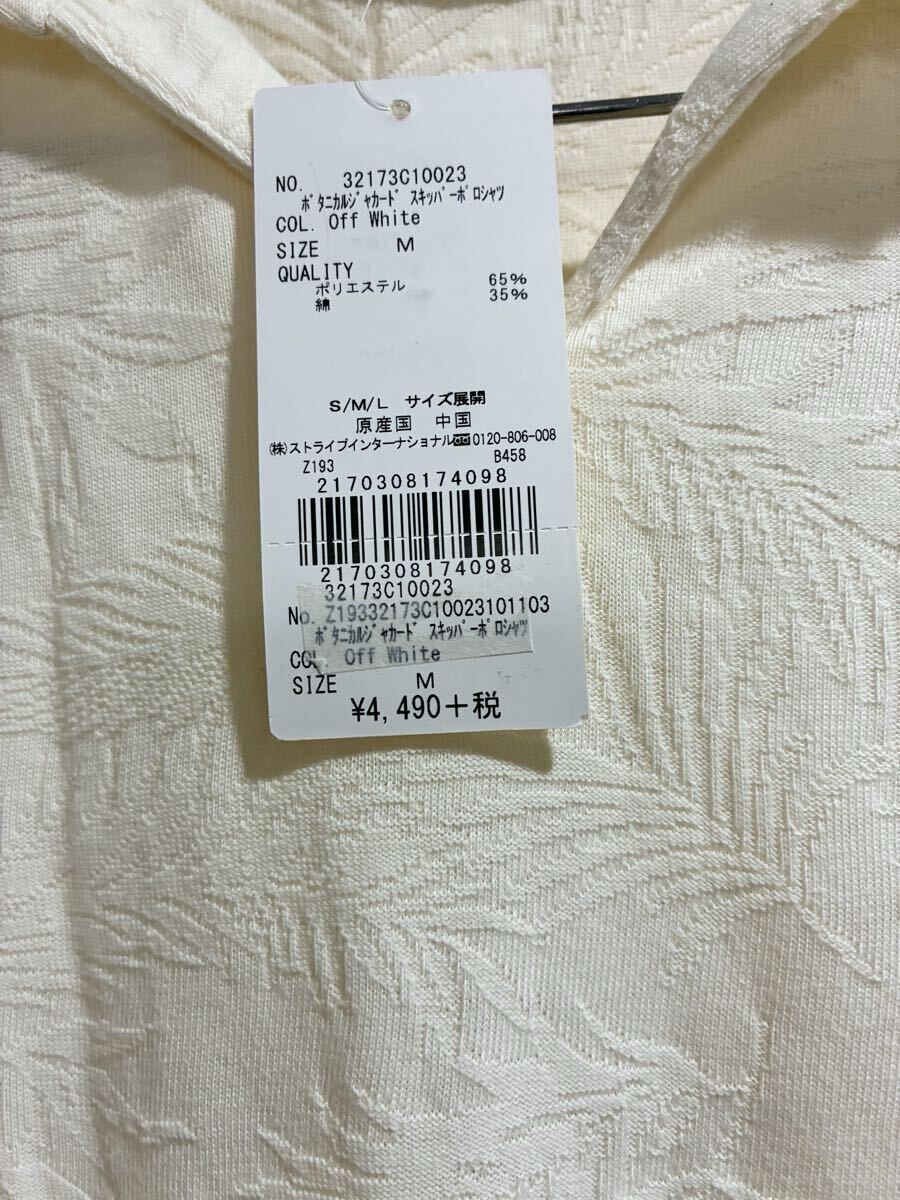 NO. 32173C10023
ﾎﾞﾀﾆｶﾙｼﾞｬｶｰﾄﾞ ｽｷｯﾊﾟｰﾎﾟﾛｼｬﾂ
COL. Off White
SIZE M
QUALITY
ポリエステル 65%
綿 35%
S/M/L サイズ展開
原産国 中国
(株)ストライプインターナショナル 0120-806-008
Z193 B458
2170308174098
2170308174098
32173C10023
No. Z19332173C10023101103
ﾎﾞﾀﾆｶﾙｼﾞｬｶｰﾄﾞ ｽｷｯﾊﾟｰﾎﾟﾛｼｬﾂ
COL. Off White
SIZE M
¥4,490+税